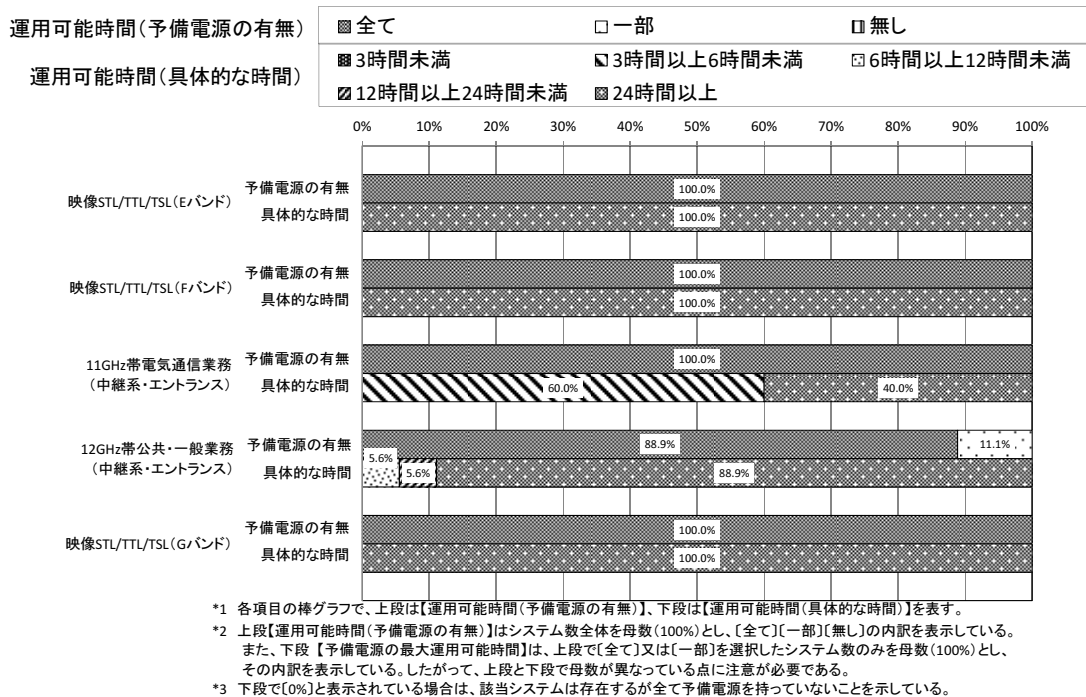 運用可能時間(予備電源の有無)
全て 一部 無し
運用可能時間(具体的な時間)
3時間未満 3時間以上6時間未満 6時間以上12時間未満
12時間以上24時間未満 24時間以上
0% 10% 20% 30% 40% 50% 60% 70% 80% 90% 100%
映像STL/TTL/TSL(Eバンド)
予備電源の有無
100.0%
具体的な時間
100.0%
映像STL/TTL/TSL(Fバンド)
予備電源の有無
100.0%
具体的な時間
100.0%
11GHz帯電気通信業務
(中継系・エントランス)
予備電源の有無
100.0%
具体的な時間
60.0% 40.0%
12GHz帯公共・一般業務
(中継系・エントランス)
予備電源の有無
88.9% 11.1%
具体的な時間
5.6% 5.6% 88.9%
映像STL/TTL/TSL(Gバンド)
予備電源の有無
100.0%
具体的な時間
100.0%
*1 各項目の棒グラフで、上段は【運用可能時間(予備電源の有無)】、下段は【運用可能時間(具体的な時間)】を表す。
*2 上段【運用可能時間(予備電源の有無)】はシステム数全体を母数(100%)とし、[全て][一部][無し]の内訳を表示している。
また、下段 【予備電源の最大運用可能時間】は、上段で[全て]又は[一部]を選択したシステム数のみを母数(100%)とし、
その内訳を表示している。したがって、上段と下段で母数が異なっている点に注意が必要である。
*3 下段で[0%]と表示されている場合は、該当システムは存在するが全て予備電源を持っていないことを示している。